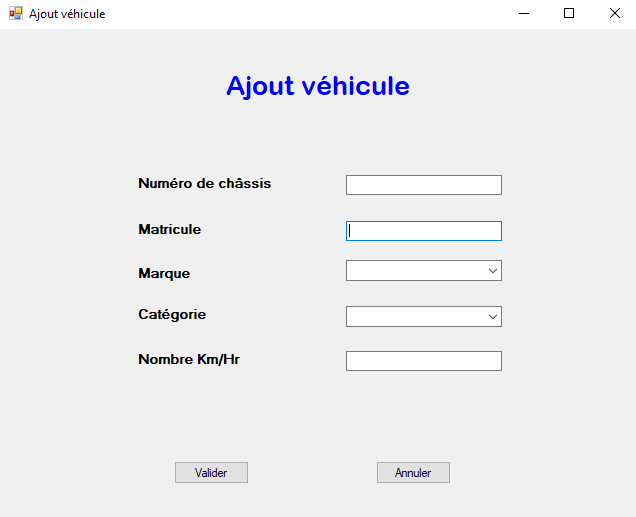 Ajout véhicule
Ajout véhicule
Numéro de châssis
Matricule
Marque
Catégorie
Nombre Km/Hr
Valider Annuler